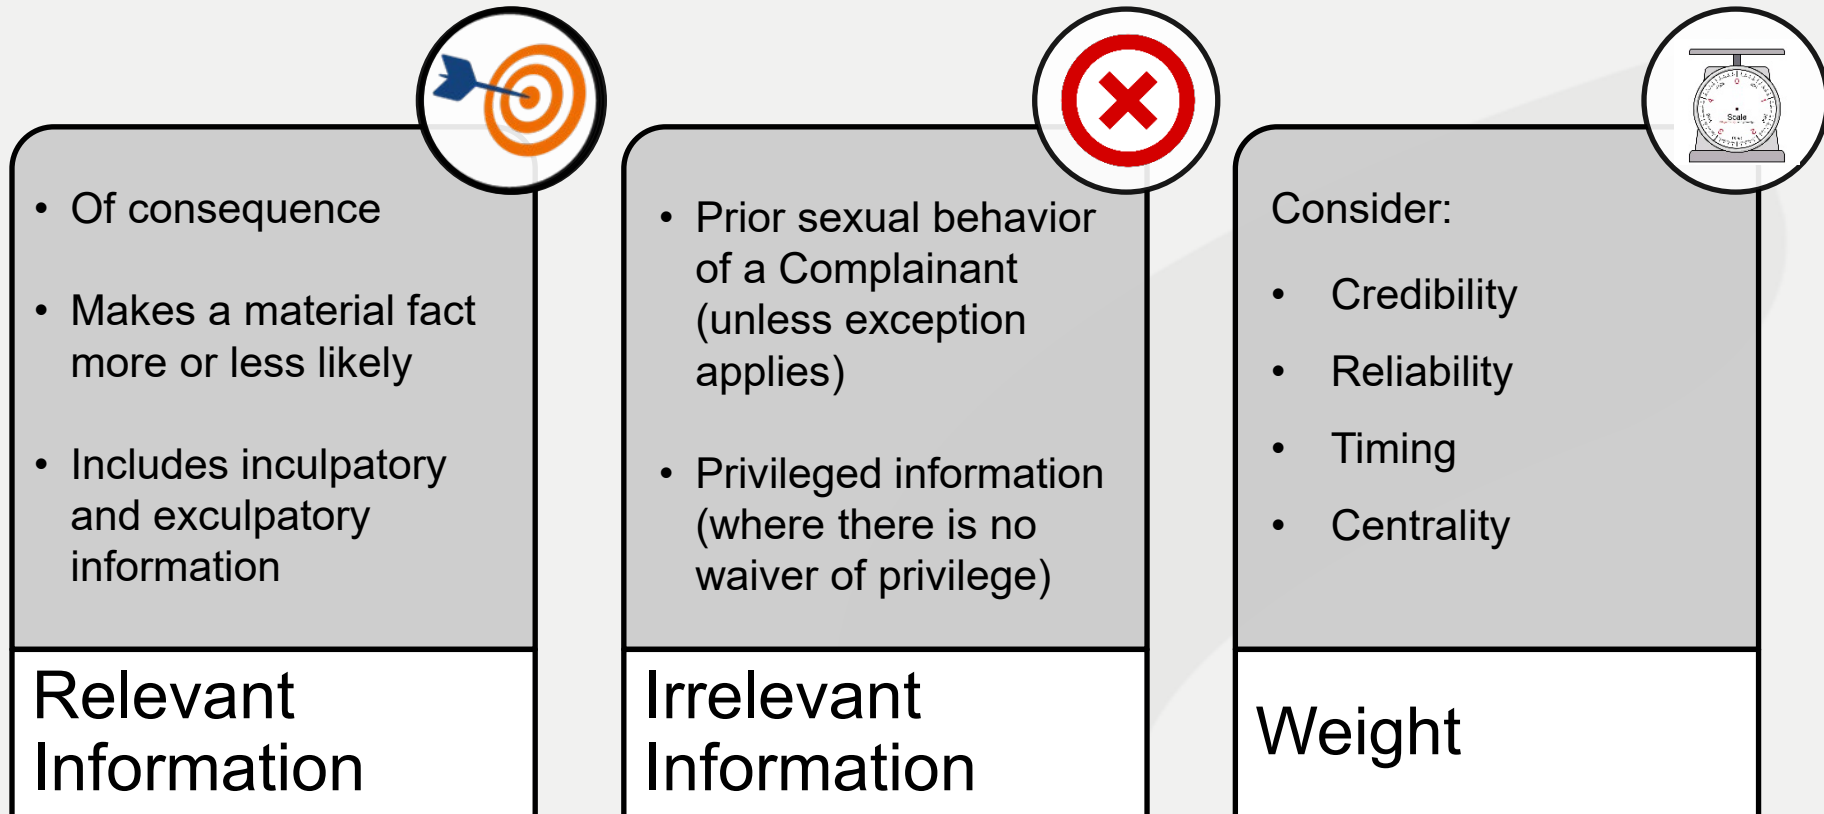 • Of consequence
• Makes a material fact
more or less likely
• Includes inculpatory
and exculpatory
information
Relevant
Information
• Prior sexual behavior
of a Complainant
(unless exception
applies)
• Privileged information
(where there is no
waiver of privilege)
Irrelevant
Information
Scale
Consider:
• Credibility
• Reliability
• Timing
• Centrality
Weight